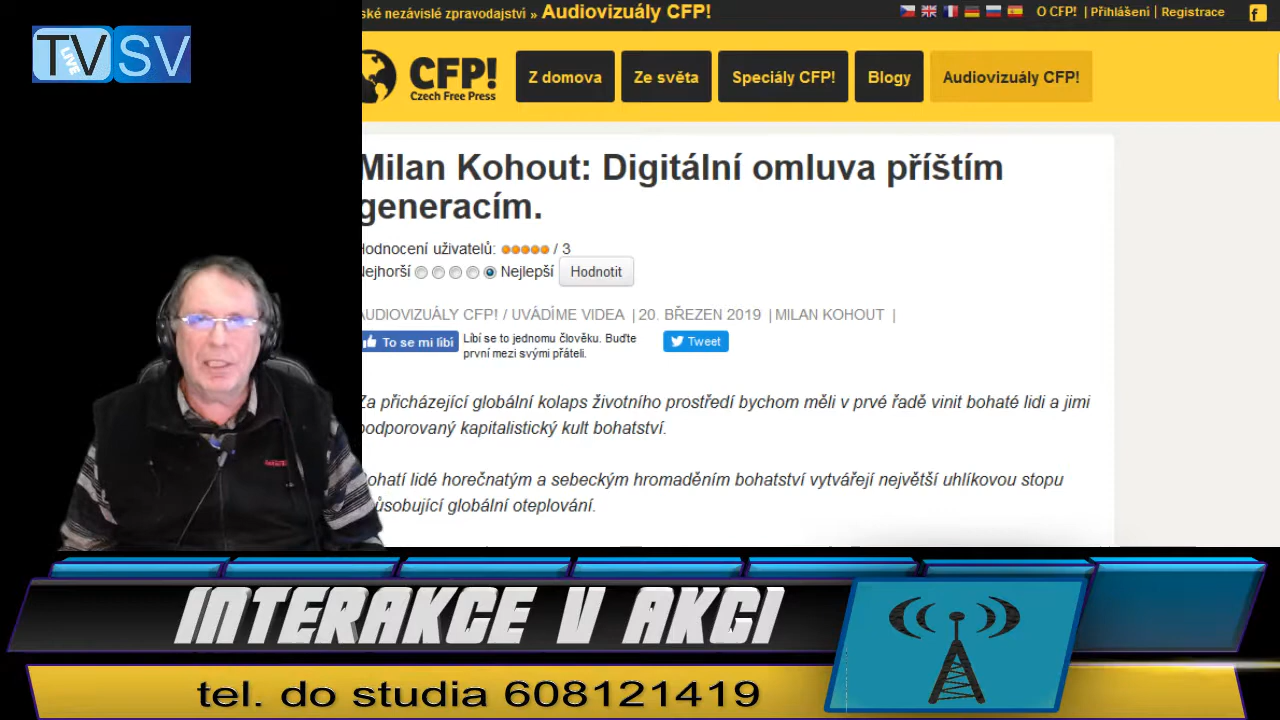 ské nezávislé zpravodajství » Audiovizuály CFP!
O CFP! | Přihlášení | Registrace
f
TV LIVE SV
CFP!
Czech Free Press
Z domova
Ze světa
Speciály CFP!
Blogy
Audiovizuály CFP!
Milan Kohout: Digitální omluva příštím
generacím.
Hodnocení uživatelů: / 3
Nejhorší Nejlepší Hodnotit
AUDIOVIZUÁLY CFP! / UVÁDÍME VIDEA | 20. BŘEZEN 2019 | MILAN KOHOUT |
To se mi líbí
Líbí se to jednomu člověku. Buďte
první mezi svými přáteli.
Tweet
Za přicházející globální kolaps životního prostředí bychom měli v prvé řadě vinit bohaté lidi a jimi
podporovaný kapitalistický kult bohatství.
ohatí lidé horečnatým a sebeckým hromaděním bohatství vytvářejí největší uhlíkovou stopu
ůsobující globální oteplování.
INTERAKCE V AKCI
tel. do studia 608121419